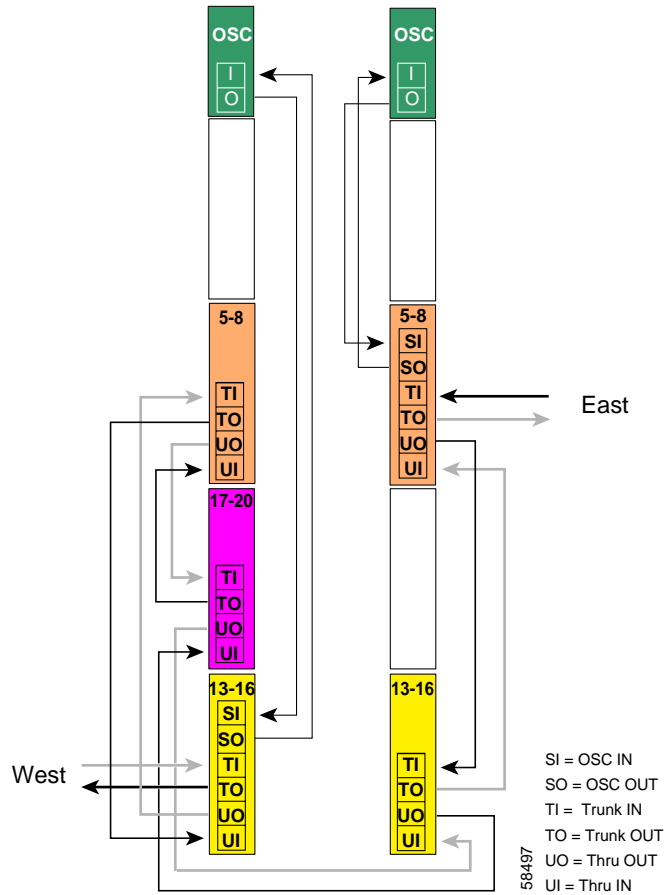 OSC
I
O
OSC
I
O
5-8
TI
TO
UO
UI
5-8
SI
SO
TI
TO
UO
UI
East
17-20
TI
TO
UO
UI
13-16
SI
SO
TI
TO
UO
UI
West
13-16
TI
TO
UO
UI
SI = OSC IN
SO = OSC OUT
TI = Trunk IN
TO = Trunk OUT
UO = Thru OUT
UI = Thru IN
58497